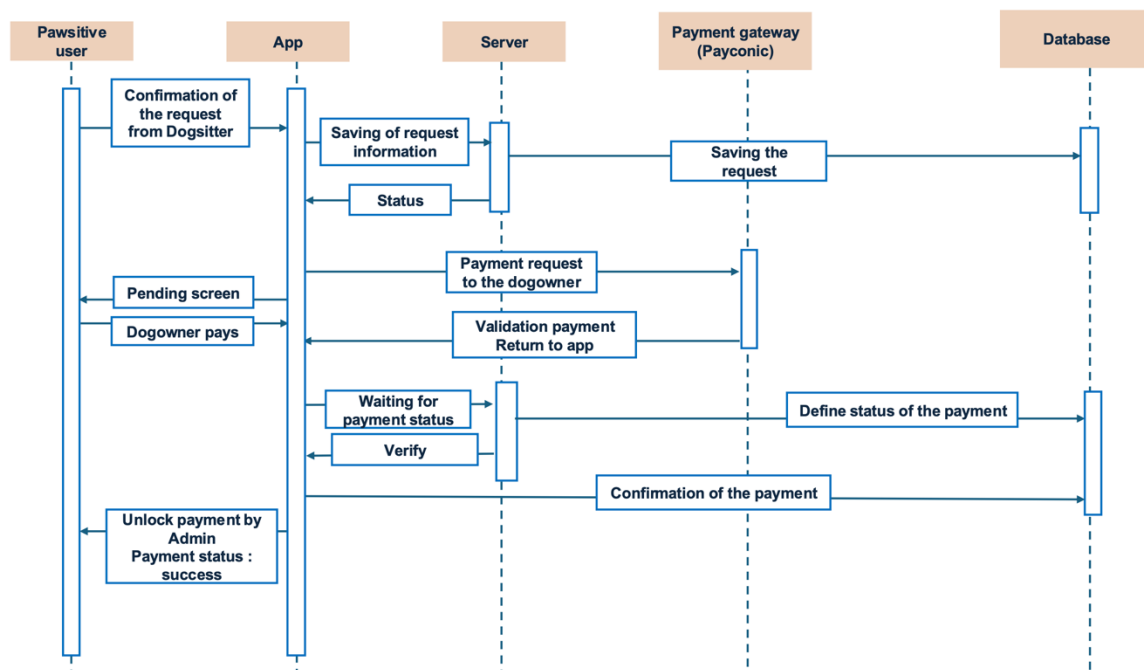 Pawsitive
user
App
Server
Payment gateway
(Payconic)
Database
Confirmation of
the request
from Dogsitter
Saving of request
information
Saving the
request
Status
Payment request
to the dogowner
Pending screen
Dogowner pays
Validation payment
Return to app
Waiting for
payment status
Define status of the payment
Verify
Confirmation of the payment
Unlock payment by
Admin
Payment status :
success